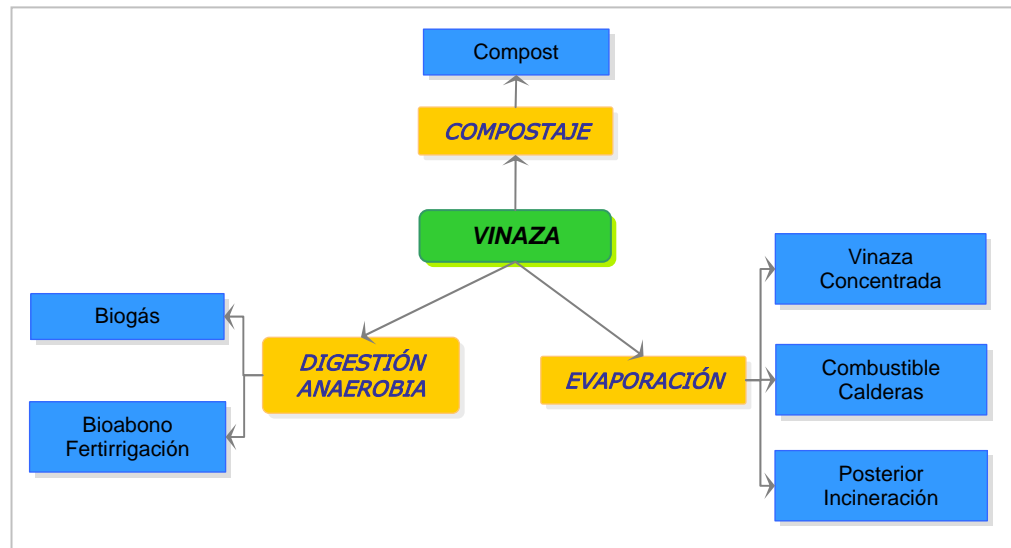 Compost
COMPOSTAJE
VINAZA
Vinaza
Concentrada
Biogás
DIGESTIÓN
ANAEROBIA
EVAPORACIÓN
Combustible
Calderas
Bioabono
Fertirrigación
Posterior
Incineración